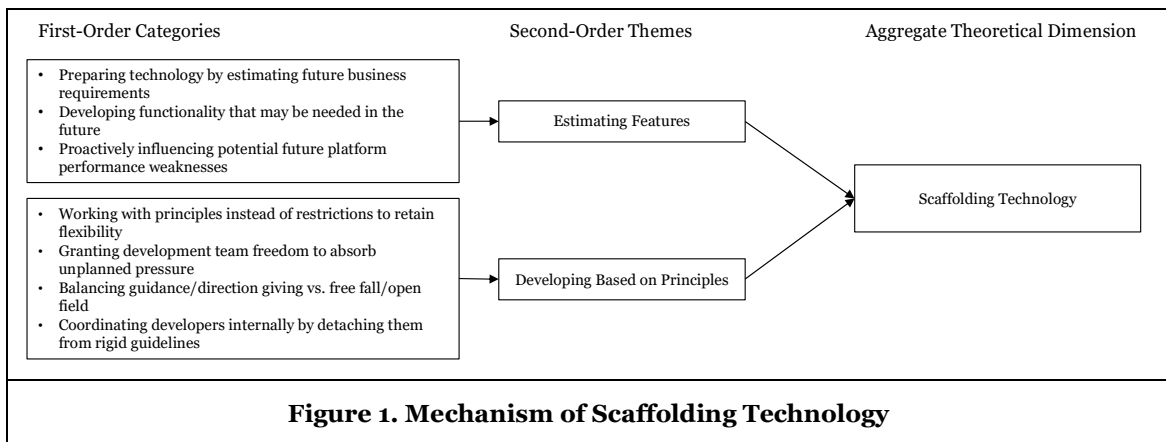 First-Order Categories
Second-Order Themes
Aggregate Theoretical Dimension
• Preparing technology by estimating future business
requirements
• Developing functionality that may be needed in the
future
• Proactively influencing potential future platform
performance weaknesses
Estimating Features
Scaffolding Technology
• Working with principles instead of restrictions to retain
flexibility
• Granting development team freedom to absorb
unplanned pressure
• Balancing guidance/direction giving vs. free fall/open
field
• Coordinating developers internally by detaching them
from rigid guidelines
Developing Based on Principles
Figure 1. Mechanism of Scaffolding Technology